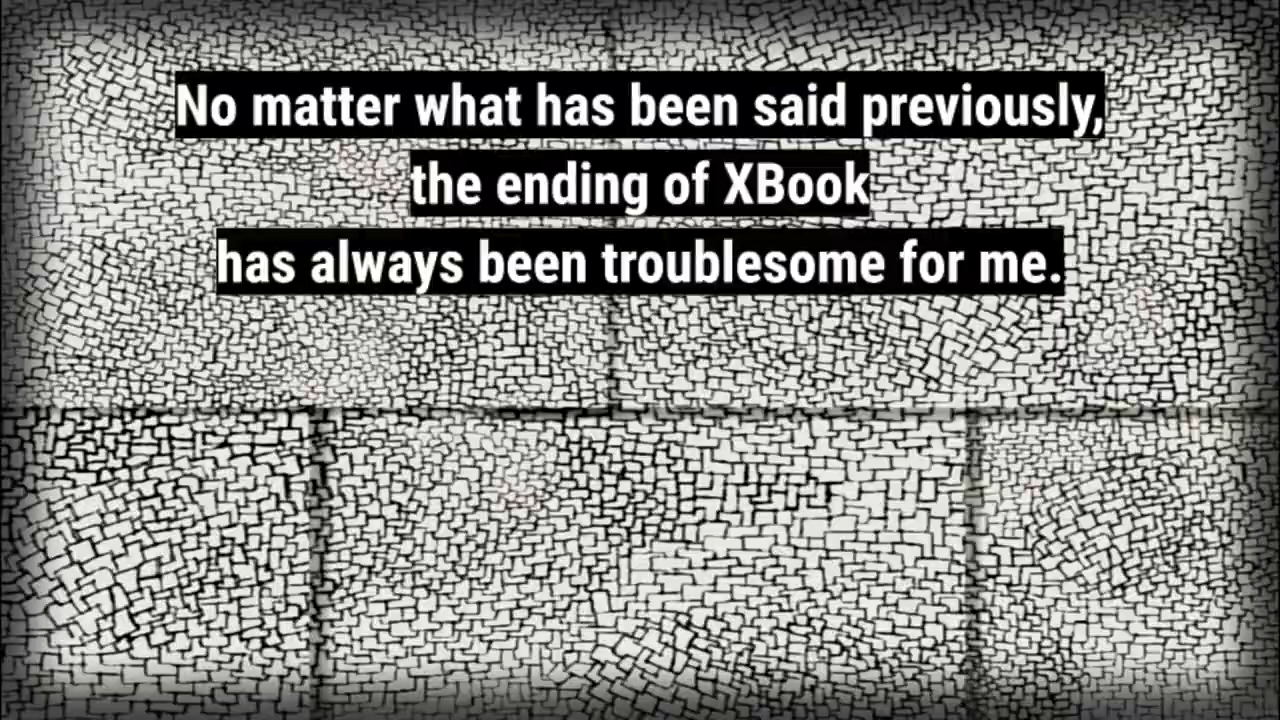 No matter what has been said previously,
the ending of XBook
has always been troublesome for me.